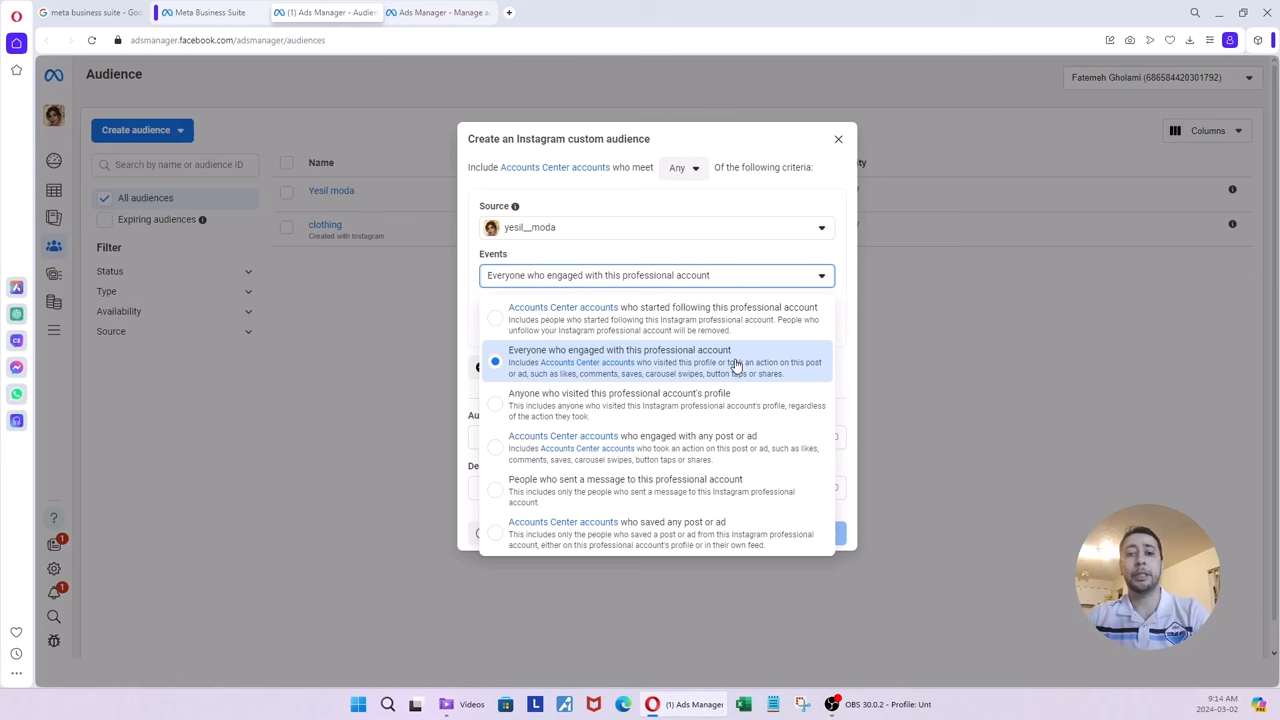 meta business suite - Goo
Meta Business Suite
(1) Ads Manager - Audien
Ads Manager - Manage a
adsmanager.facebook.com/adsmanager/audiences
Audience
Fatemeh Gholami (686584420301792)
Create audience
Columns
Search by name or audience ID
Name
All audiences
Yesil moda
Expiring audiences
clothing
Created with Instagram
Filter
Status
Type
Availability
Source
Create an Instagram custom audience
Include Accounts Center accounts who meet Any Of the following criteria:
Source
yesil__moda
Events
Everyone who engaged with this professional account
Accounts Center accounts who started following this professional account
Includes people who started following this Instagram professional account. People who
unfollow your Instagram professional account will be removed.
Everyone who engaged with this professional account
Includes Accounts Center accounts who visited this profile or took an action on this post
or ad, such as likes, comments, saves, carousel swipes, button taps or shares.
Anyone who visited this professional account's profile
This includes anyone who visited this Instagram professional account's profile, regardless
of the action they took.
Accounts Center accounts who engaged with any post or ad
Includes Accounts Center accounts who took an action on this post or ad, such as likes,
comments, saves, carousel swipes, button taps or shares.
People who sent a message to this professional account
This includes only the people who sent a message to this Instagram professional
account.
Accounts Center accounts who saved any post or ad
This includes only the people who saved a post or ad from this Instagram professional
account, either on this professional account's profile or in their own feed.
Au
De
1
1
Videos
(1) Ads Manager
OBS 30.0.2 - Profile: Unt
9:14 AM
2024-03-02